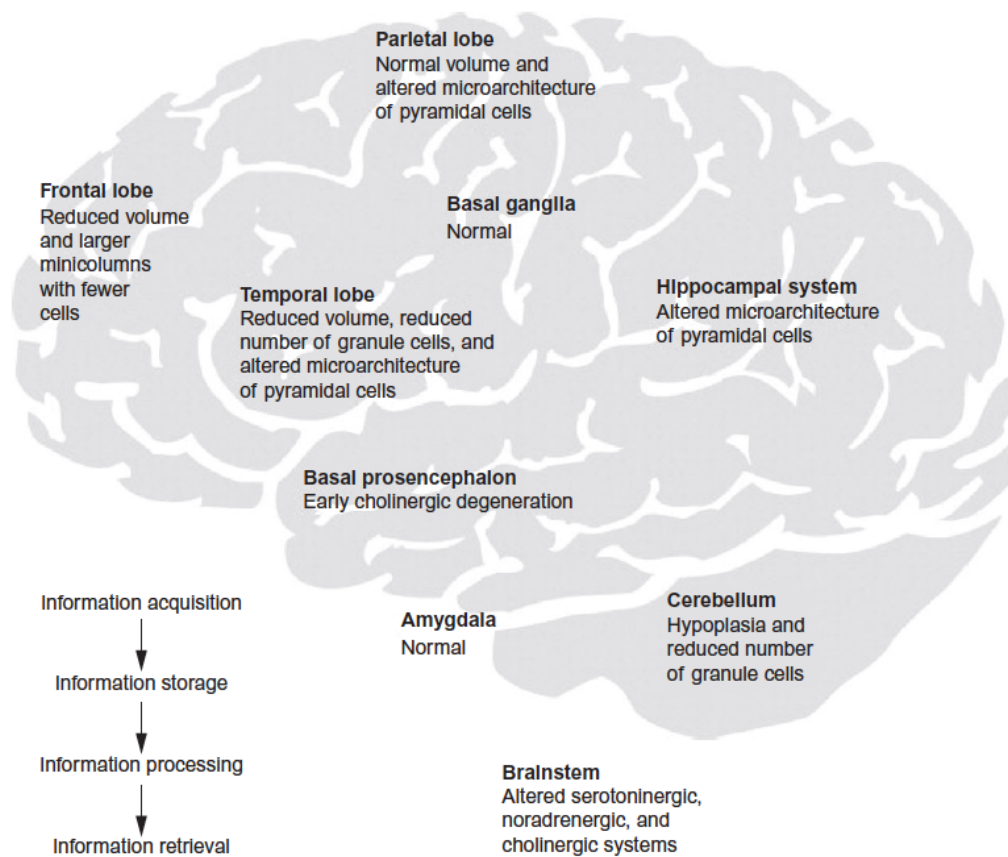 Parietal lobe
Normal volume and
altered microarchitecture
of pyramidal cells
Frontal lobe
Reduced volume
and larger
minicolumns
with fewer
cells
Basal ganglia
Normal
Temporal lobe
Reduced volume, reduced
number of granule cells, and
altered microarchitecture
of pyramidal cells
Hippocampal system
Altered microarchitecture
of pyramidal cells
Basal prosencephalon
Early cholinergic degeneration
Information acquisition
Information storage
Information processing
Information retrieval
Amygdala
Normal
Cerebellum
Hypoplasia and
reduced number
of granule cells
Brainstem
Altered serotoninergic,
noradrenergic, and
cholinergic systems